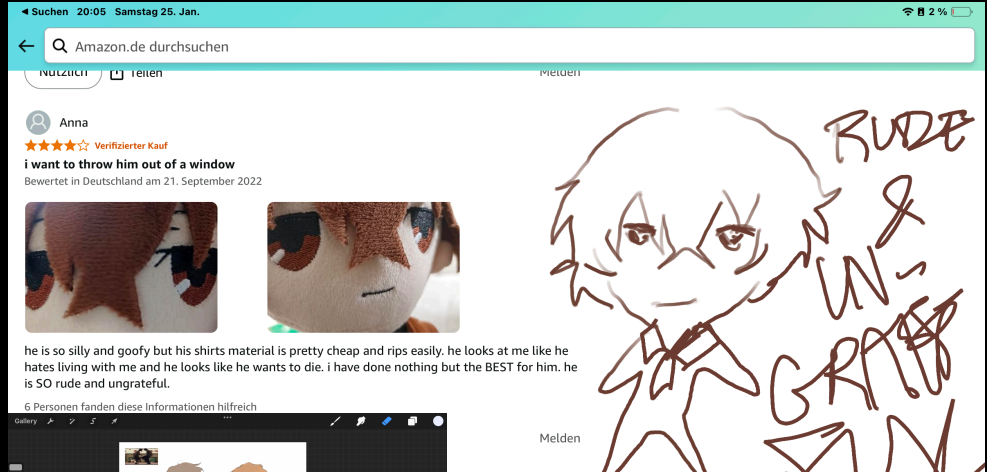 ◄ Suchen 20:05 Samstag 25. Jan. 2 %
Amazon.de durchsuchen
Nützlich Teilen
Melden
Anna
Verifizierter Kauf
i want to throw him out of a window
Bewertet in Deutschland am 21. September 2022
he is so silly and goofy but his shirts material is pretty cheap and rips easily. he looks at me like he
hates living with me and he looks like he wants to die. i have done nothing but the BEST for him. he
is SO rude and ungrateful.
6 Personen fanden diese Informationen hilfreich
Gallery
Melden
RUDE
&
UN-